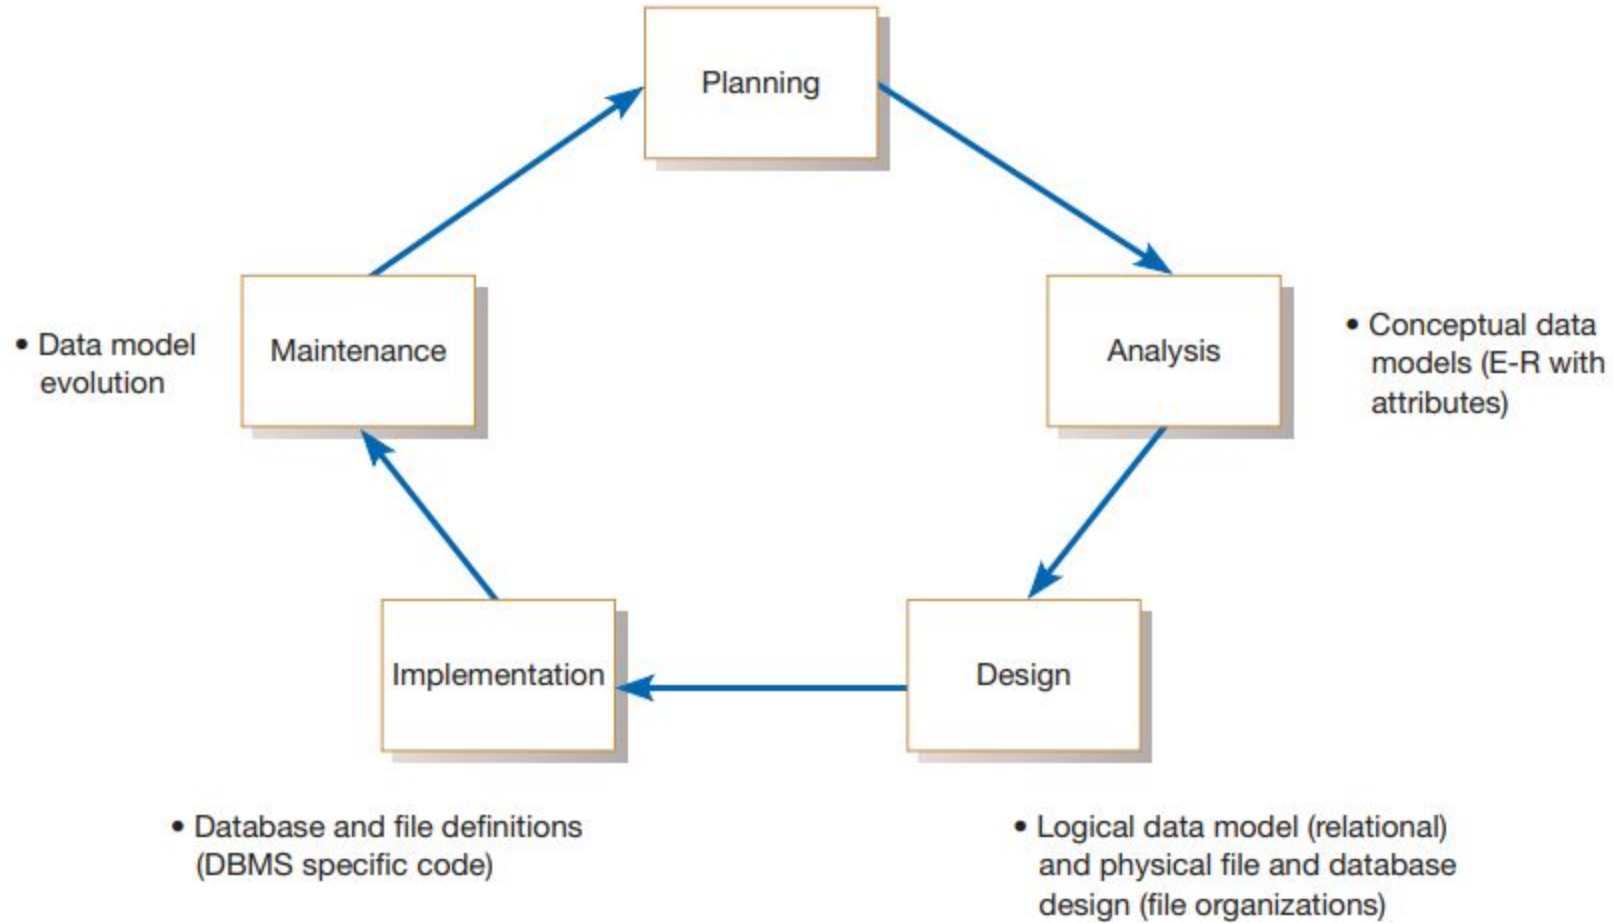 Planning
Maintenance
• Data model
evolution
Analysis
• Conceptual data
models (E-R with
attributes)
Implementation
Design
• Database and file definitions
(DBMS specific code)
• Logical data model (relational)
and physical file and database
design (file organizations)